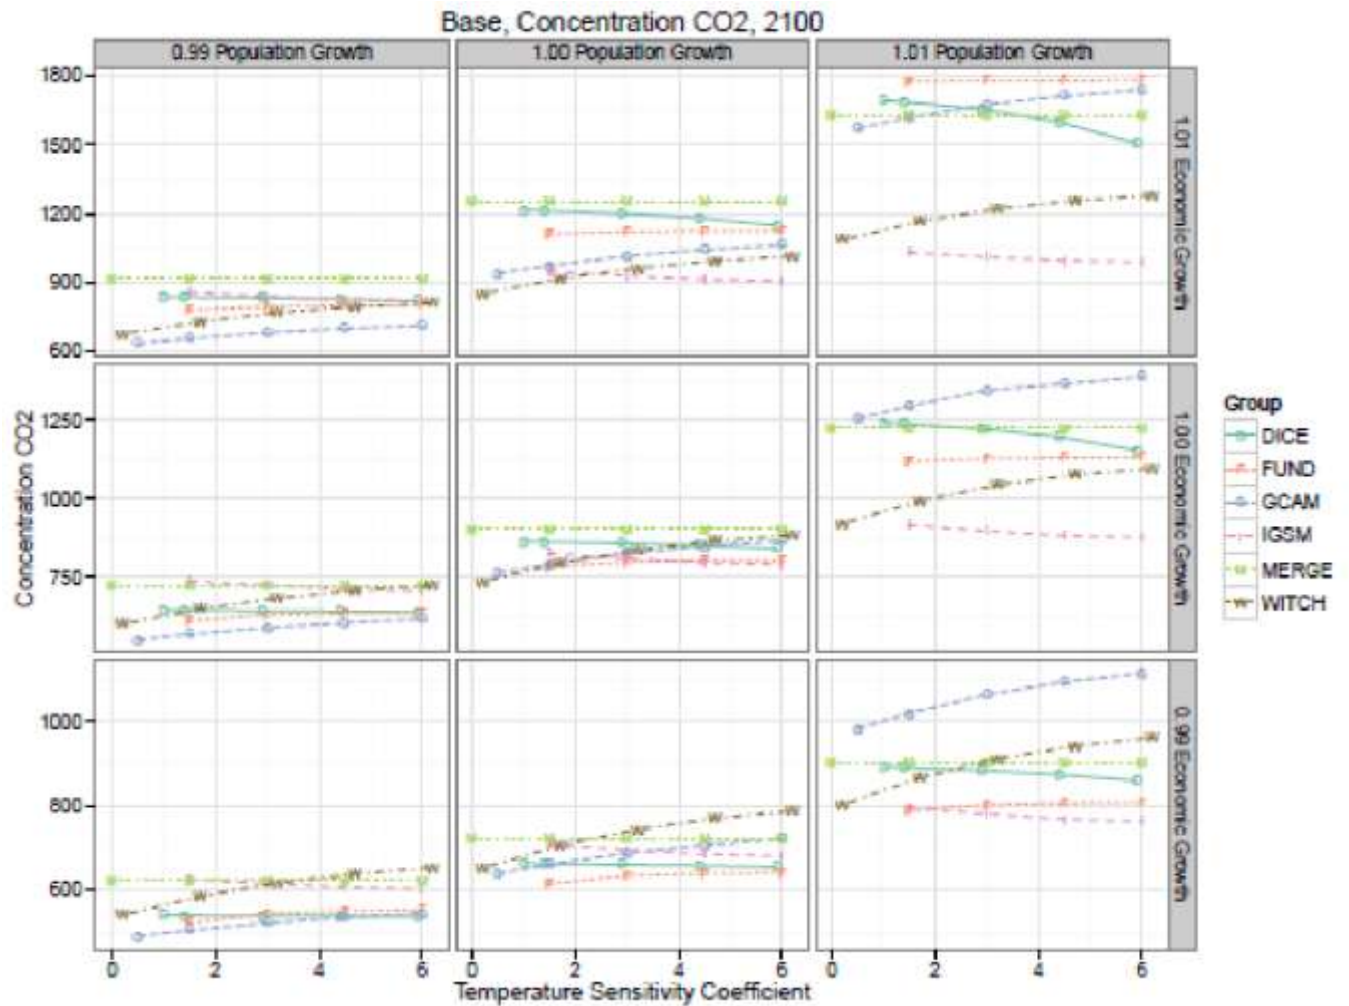 Base, Concentration CO2, 2100
0.99 Population Growth
1.00 Population Growth
1.01 Population Growth
1800
1500
1200
900
600
1.01 Economic Growth
Concentration CO2
1250
1000
750
1.00 Economic Growth
1000
800
600
0.99 Economic Growth
0 2 4 6 0 2 4 6 0 2 4 6
Temperature Sensitivity Coefficient
Group
DICE
FUND
GCAM
IGSM
MERGE
WITCH